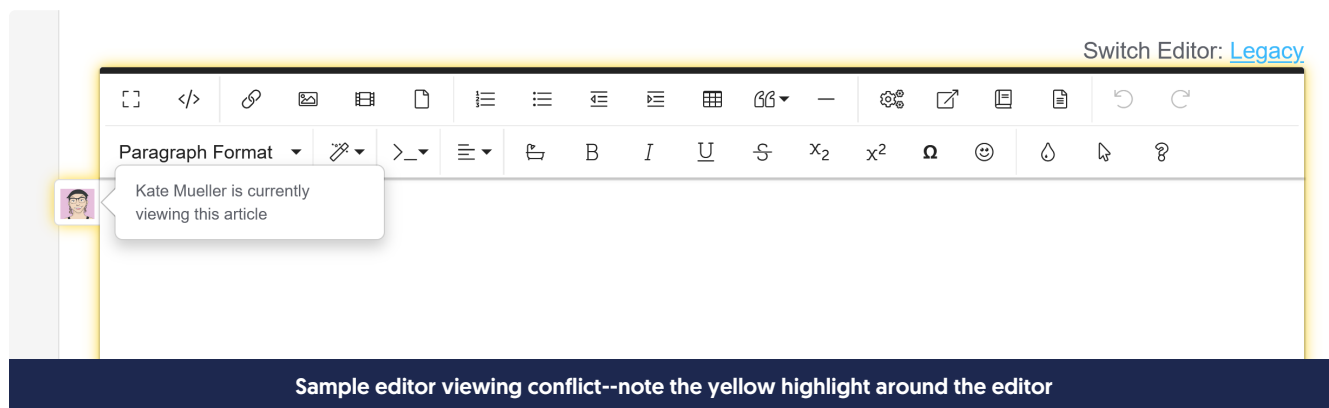 Switch Editor: Legacy
Paragraph Format
B I U S X2 X2 Ω
Kate Mueller is currently
viewing this article
Sample editor viewing conflict--note the yellow highlight around the editor